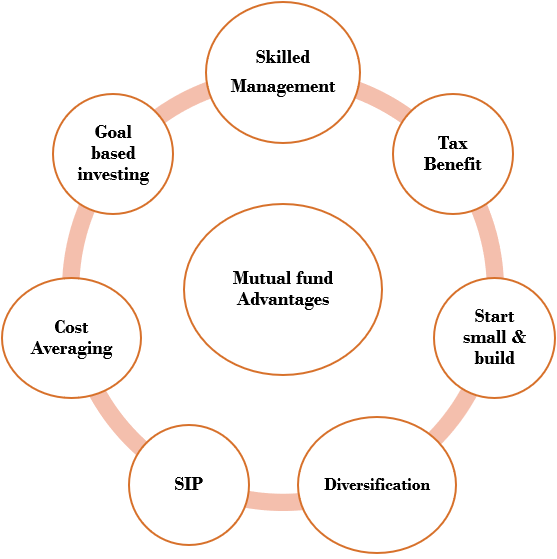 Skilled
Management
Tax
Benefit
Start
small &
build
Diversification
SIP
Cost
Averaging
Goal
based
investing
Mutual fund
Advantages